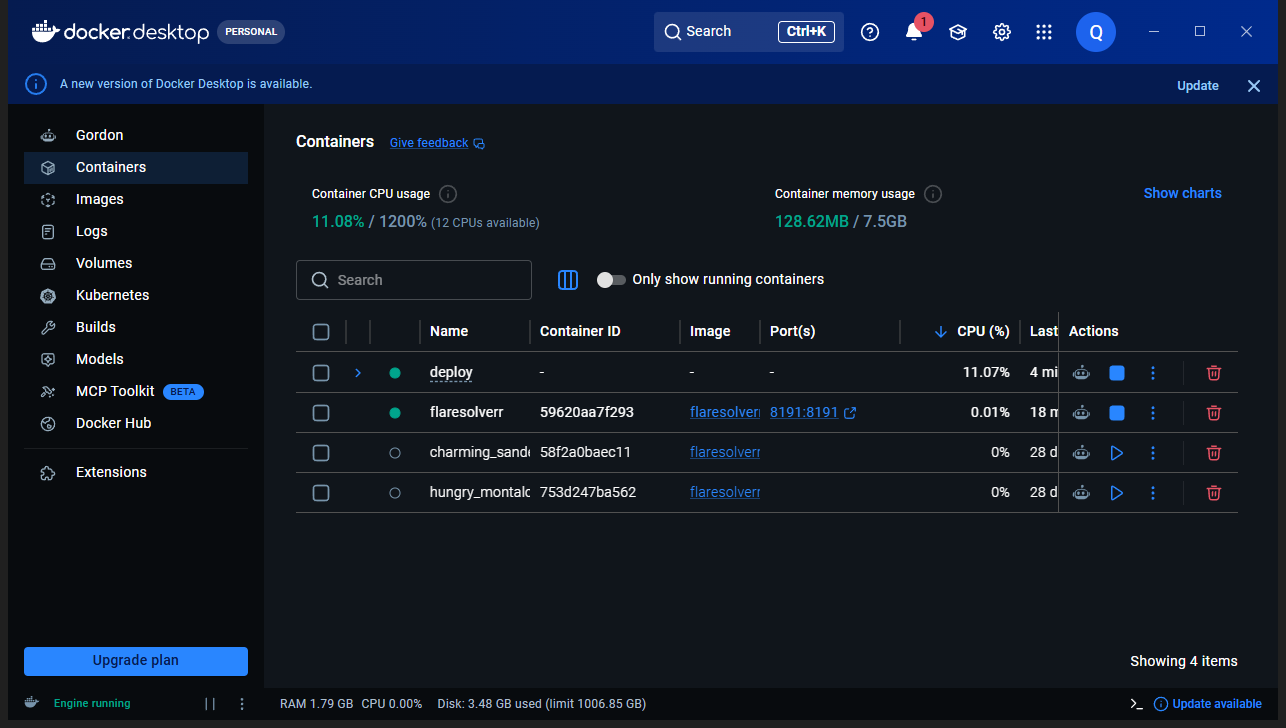 docker desktop PERSONAL Search Ctrl+K 1 Q
A new version of Docker Desktop is available. Update
Gordon
Containers
Images
Logs
Volumes
Kubernetes
Builds
Models
MCP Toolkit BETA
Docker Hub
Extensions
Upgrade plan
Containers Give feedback
Container CPU usage Container memory usage Show charts
11.08% / 1200% (12 CPUs available) 128.62MB / 7.5GB
Search Only show running containers
Name Container ID Image Port(s) CPU (%) Last Actions
deploy - - - 11.07% 4 mi
flaresolverr 59620aa7f293 flaresolverr 8191:8191 0.01% 18 m
charming_sande 58f2a0baec11 flaresolverr 0% 28 d
hungry_montalc 753d247ba562 flaresolverr 0% 28 d
Showing 4 items
Engine running RAM 1.79 GB CPU 0.00% Disk: 3.48 GB used (limit 1006.85 GB) Update available